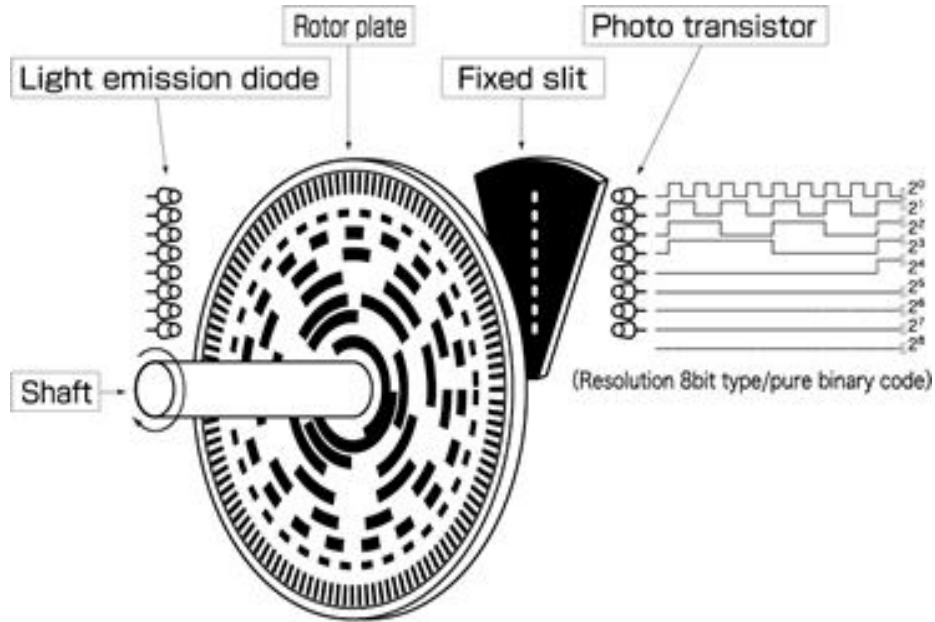 Rotor plate
Photo transistor
Light emission diode
Fixed slit
2⁰
2¹
2²
2³
2⁴
2⁵
2⁶
2⁷
2⁸
Shaft
(Resolution 8bit type/pure binary code)